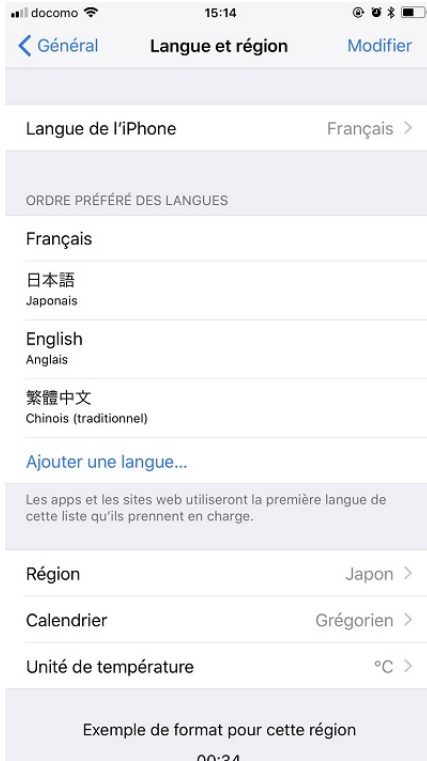 docomo 15:14
Général Langue et région Modifier
Langue de l'iPhone Français
ORDRE PRÉFÉRÉ DES LANGUES
Français
日本語
Japonais
English
Anglais
繁體中文
Chinois (traditionnel)
Ajouter une langue...
Les apps et les sites web utiliseront la première langue de
cette liste qu'ils prennent en charge.
Région Japon
Calendrier Grégorien
Unité de température °C
Exemple de format pour cette région
00:34